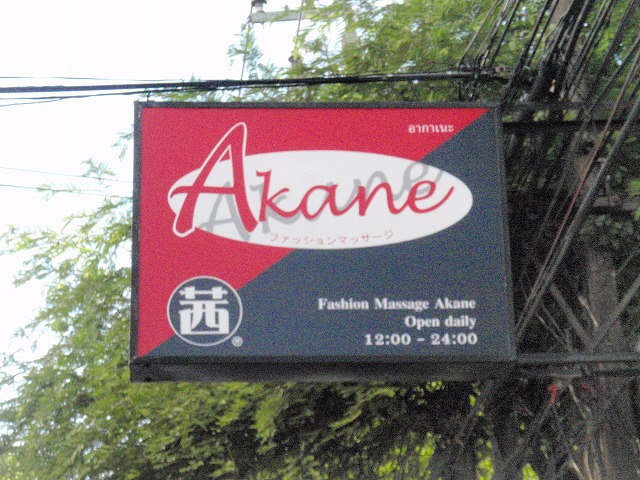 อากาเนะ
Akane
ファッションマッサージ
茜
®
Fashion Massage Akane
Open daily
12:00 - 24:00